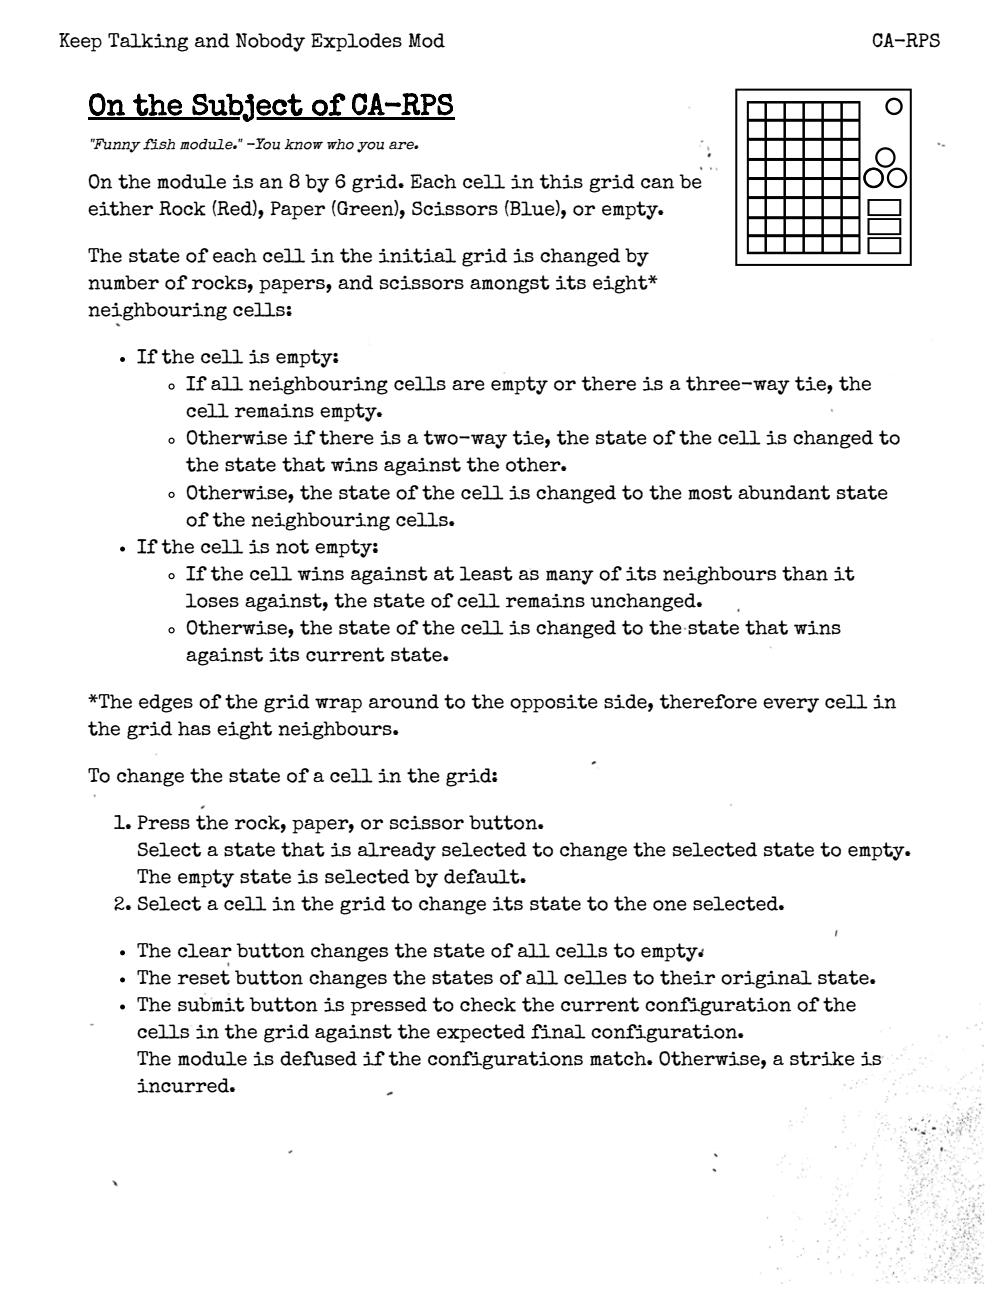 Keep Talking and Nobody Explodes Mod
CA-RPS
On the Subject of CA-RPS
"Funny fish module." -You know who you are.
On the module is an 8 by 6 grid. Each cell in this grid can be
either Rock (Red), Paper (Green), Scissors (Blue), or empty.
The state of each cell in the initial grid is changed by
number of rocks, papers, and scissors amongst its eight*
neighbouring cells:
• If the cell is empty:
◦ If all neighbouring cells are empty or there is a three-way tie, the
cell remains empty.
◦ Otherwise if there is a two-way tie, the state of the cell is changed to
the state that wins against the other.
◦ Otherwise, the state of the cell is changed to the most abundant state
of the neighbouring cells.
• If the cell is not empty:
◦ If the cell wins against at least as many of its neighbours than it
loses against, the state of cell remains unchanged.
◦ Otherwise, the state of the cell is changed to the state that wins
against its current state.
*The edges of the grid wrap around to the opposite side, therefore every cell in
the grid has eight neighbours.
To change the state of a cell in the grid:
1. Press the rock, paper, or scissor button.
Select a state that is already selected to change the selected state to empty.
The empty state is selected by default.
2. Select a cell in the grid to change its state to the one selected.
• The clear button changes the state of all cells to empty.
• The reset button changes the states of all celles to their original state.
• The submit button is pressed to check the current configuration of the
cells in the grid against the expected final configuration.
The module is defused if the configurations match. Otherwise, a strike is
incurred.